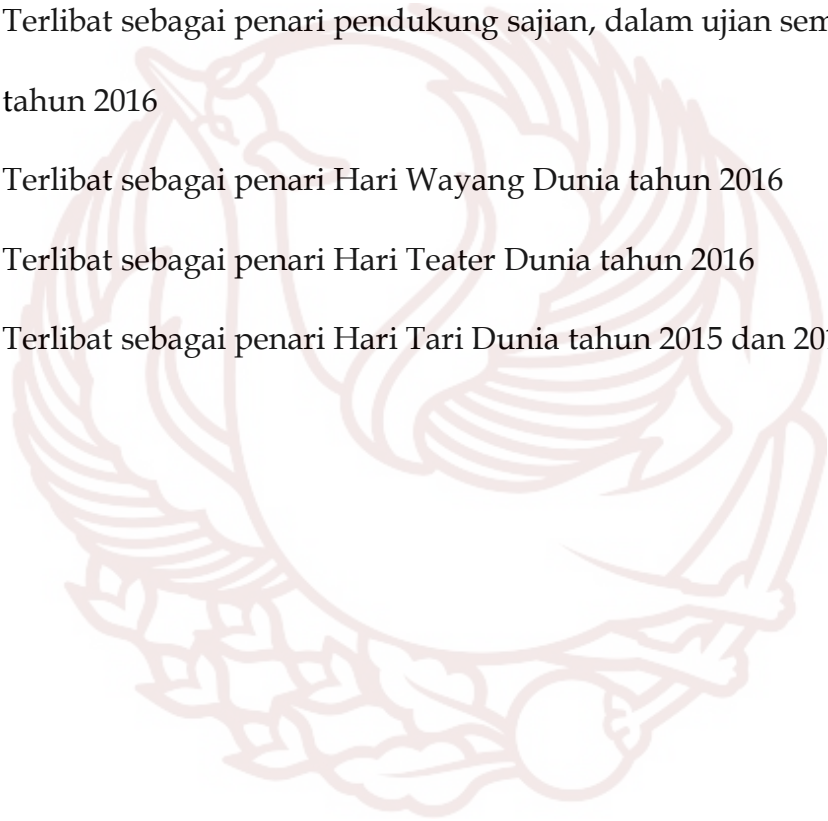 Terlibat sebagai penari pendukung sajian, dalam ujian
tahun 2016
Terlibat sebagai penari Hari Wayang Dunia tahun 2016
Terlibat sebagai penari Hari Teater Dunia tahun 2016
Terlibat sebagai penari Hari Tari Dunia tahun 2015 dan